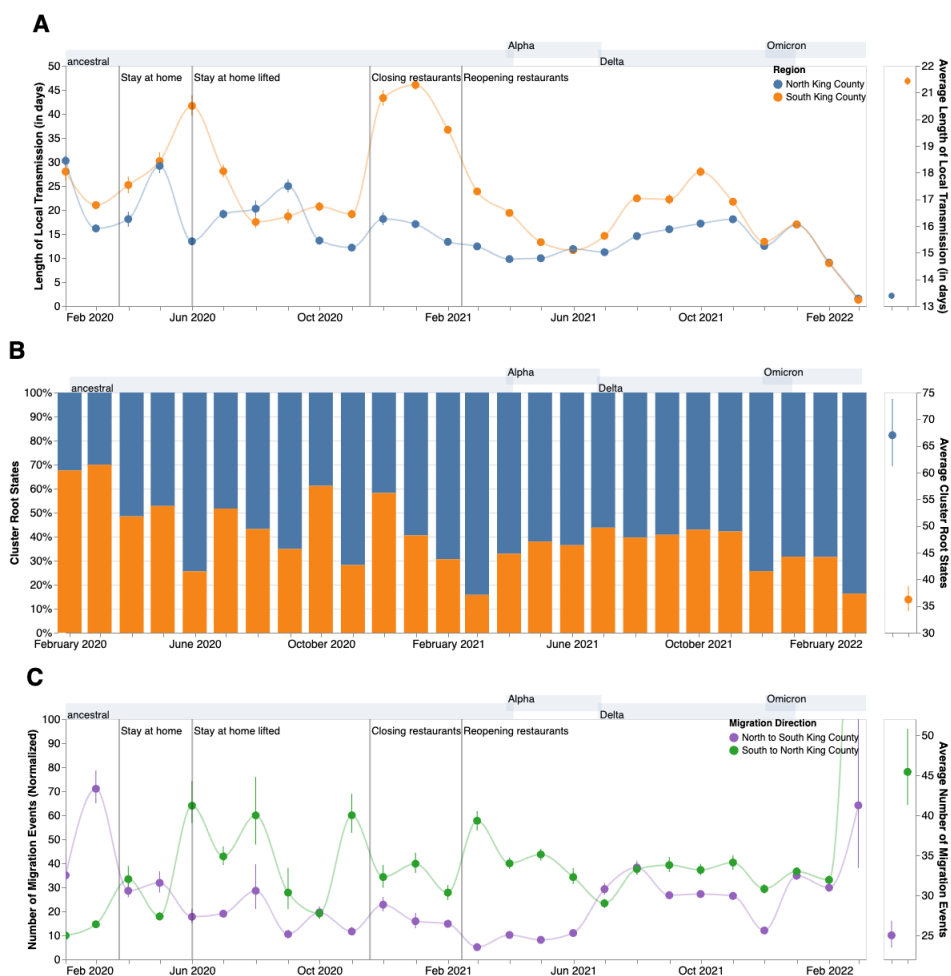 A
Alpha
Omicron
ancestral
Delta
Stay at home
Stay at home lifted
Closing restaurants
Reopening restaurants
Region
North King County
South King County
Length of Local Transmission (in days)
50
45
40
35
30
25
20
15
10
5
0
Feb 2020
Jun 2020
Oct 2020
Feb 2021
Jun 2021
Oct 2021
Feb 2022
22
21
20
19
18
17
16
15
14
13
Average Length of Local Transmission (in days)
B
Alpha
Omicron
ancestral
Delta
Cluster Root States
100%
90%
80%
70%
60%
50%
40%
30%
20%
10%
0%
February 2020
June 2020
October 2020
February 2021
June 2021
October 2021
February 2022
75
70
65
60
55
50
45
40
35
30
Average Cluster Root States
C
Alpha
Omicron
ancestral
Delta
Stay at home
Stay at home lifted
Closing restaurants
Reopening restaurants
Migration Direction
North to South King County
South to North King County
Number of Migration Events (Normalized)
100
90
80
70
60
50
40
30
20
10
0
Feb 2020
Jun 2020
Oct 2020
Feb 2021
Jun 2021
Oct 2021
Feb 2022
50
45
40
35
30
25
Average Number of Migration Events